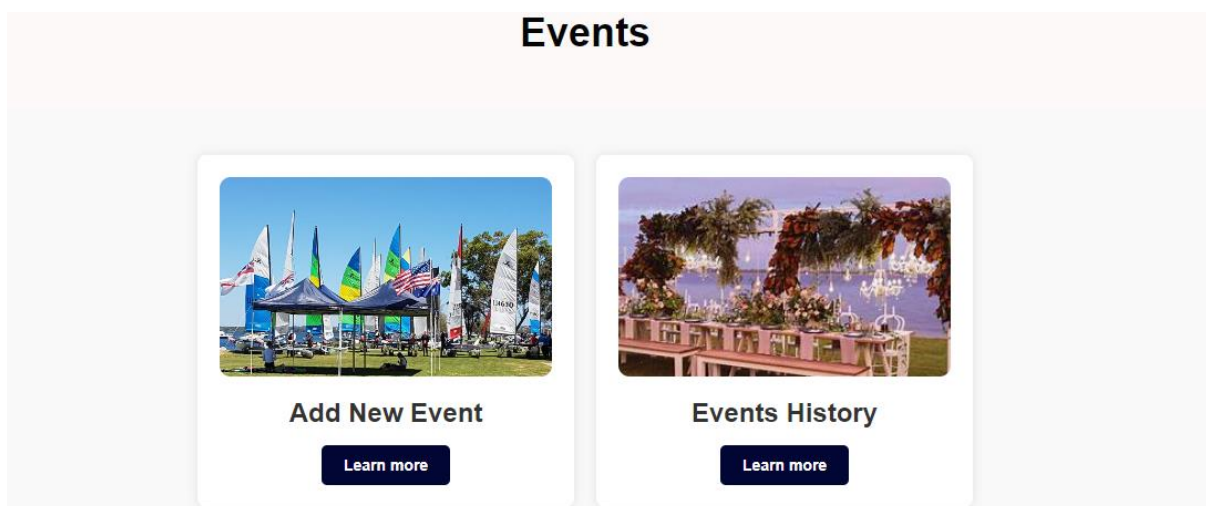 Events
Add New Event
Events History
Learn more
Learn more